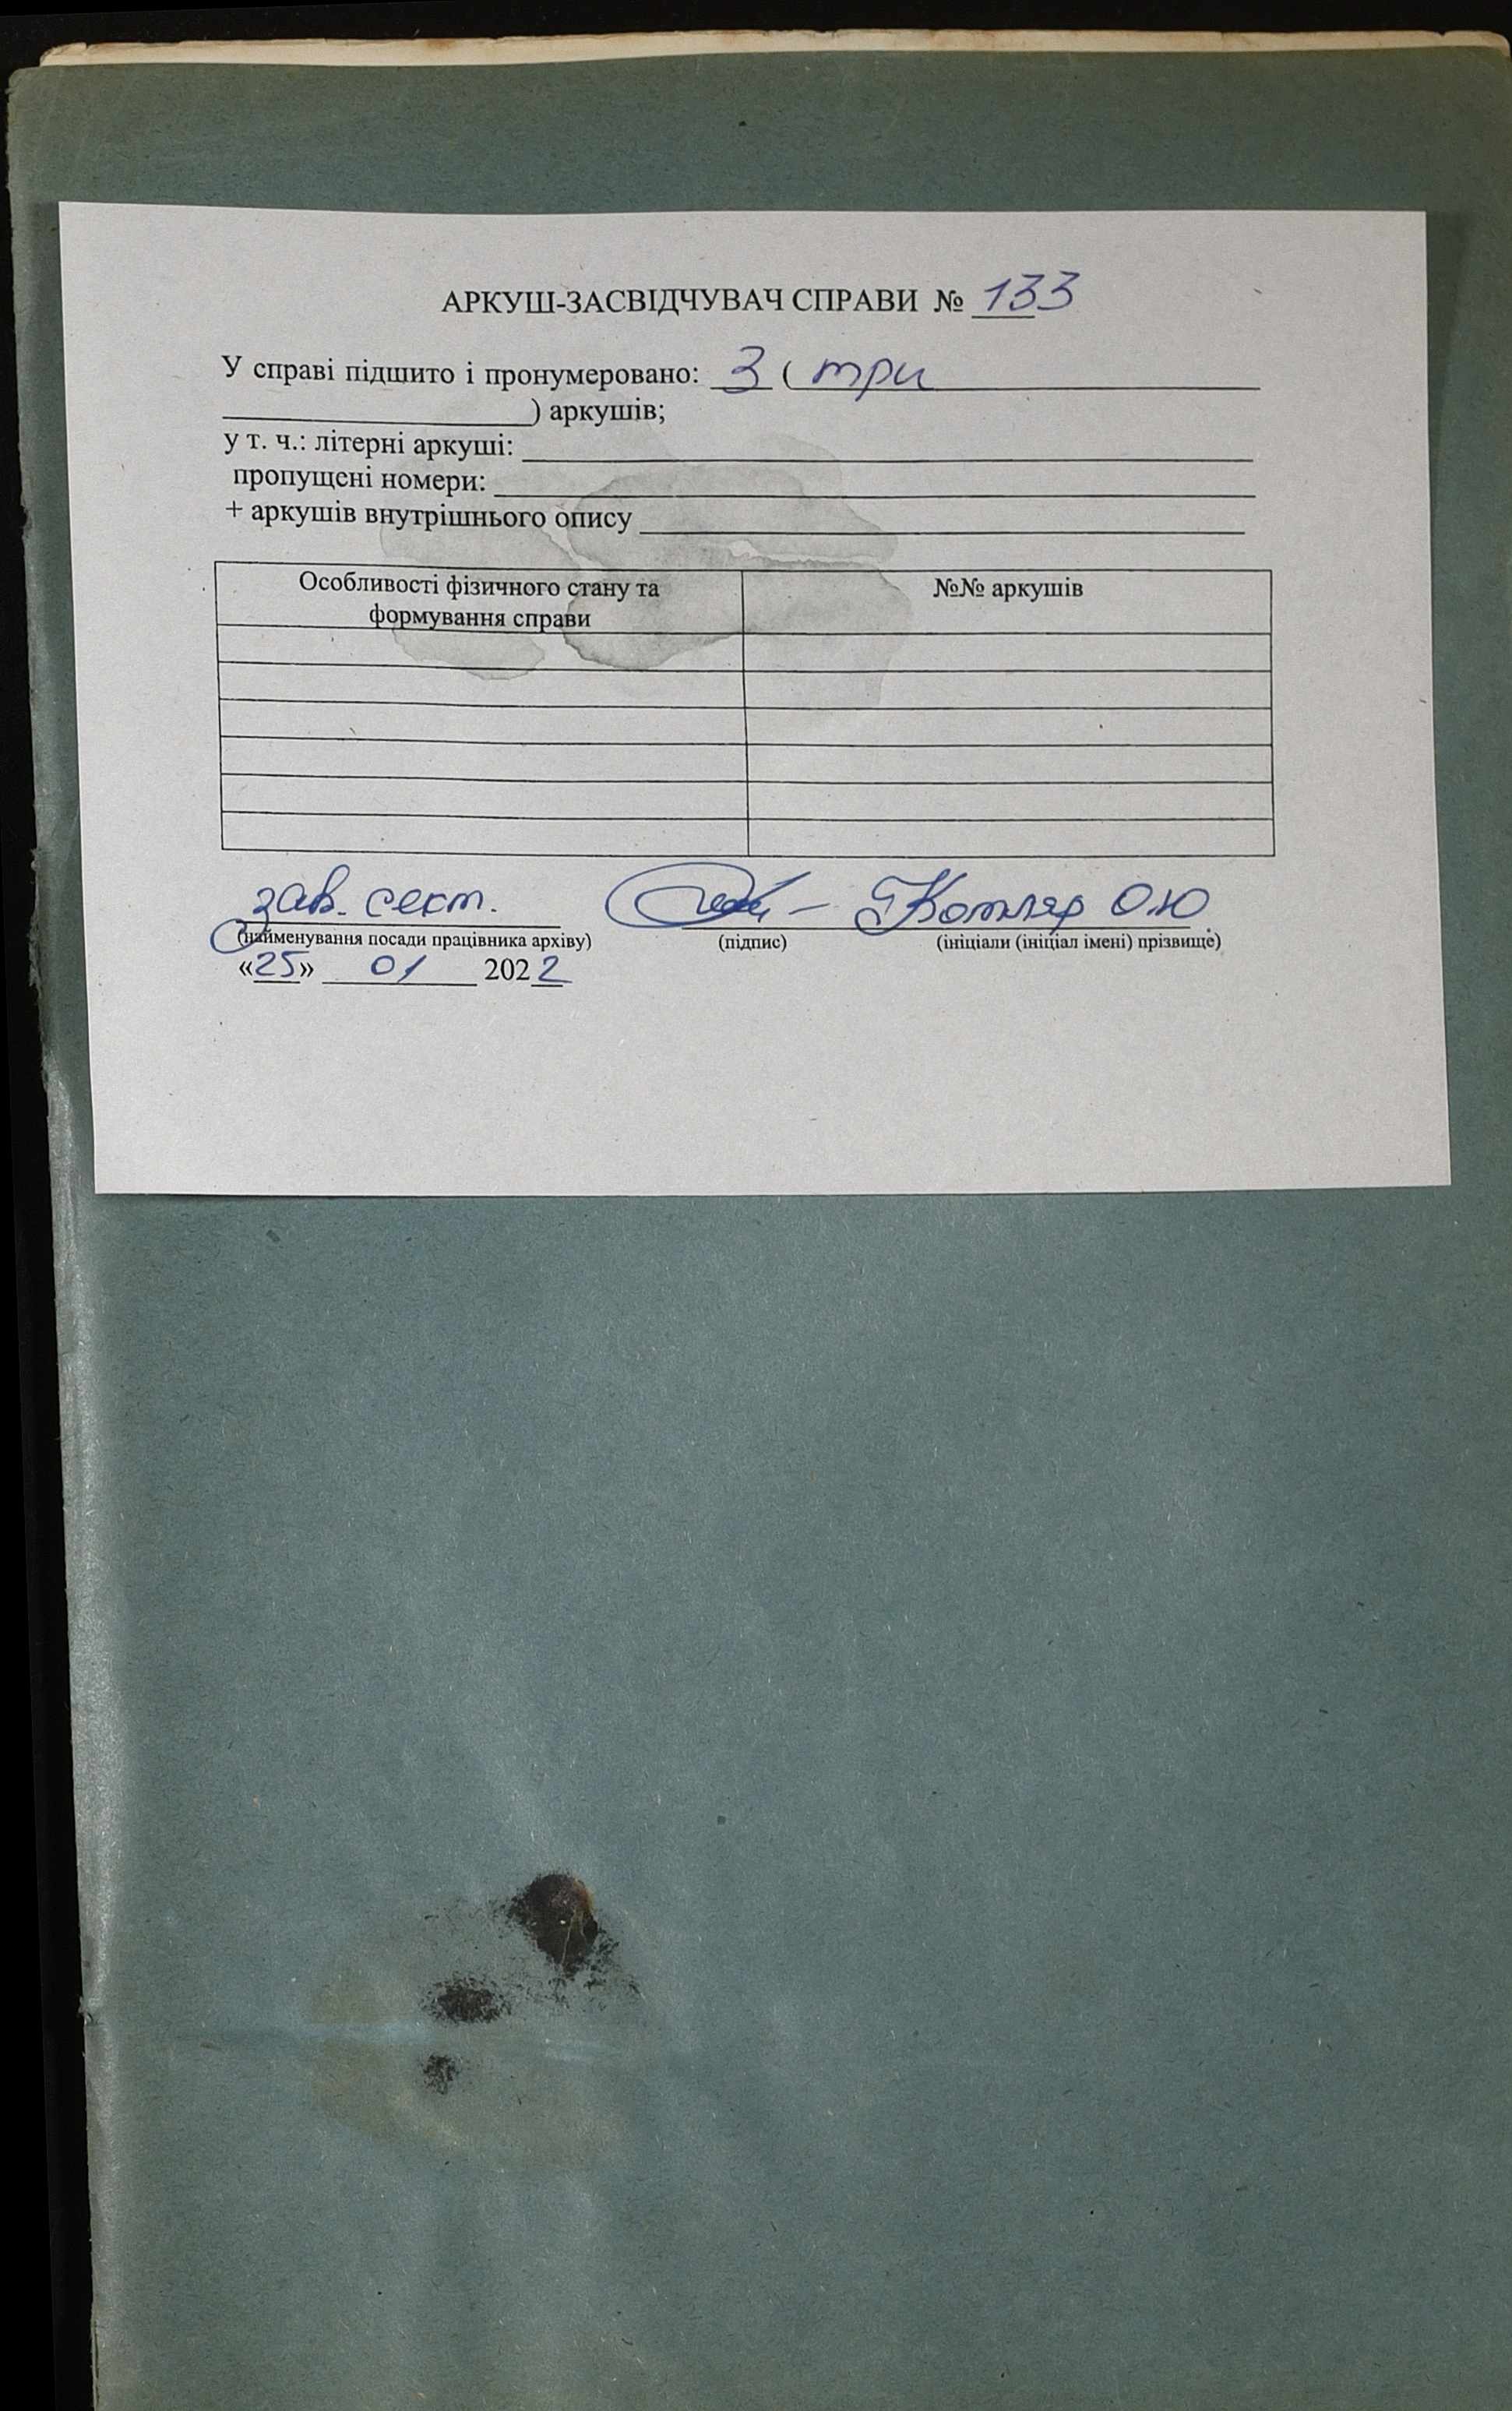 АРКУШ-ЗАСВІДЧУВАЧ СПРАВИ № 133
У справі підшито і пронумеровано: 3 ( три
) аркушів;
у т. ч.: літерні аркуші:
пропущені номери:
+ аркушів внутрішнього опису
Особливості фізичного стану та формування справи
№№ аркушів
зав. сект. Котляр О.Ю.
(найменування посади працівника архіву) (підпис) (ініціали (ініціал імені) прізвище)
«25» 01 2022